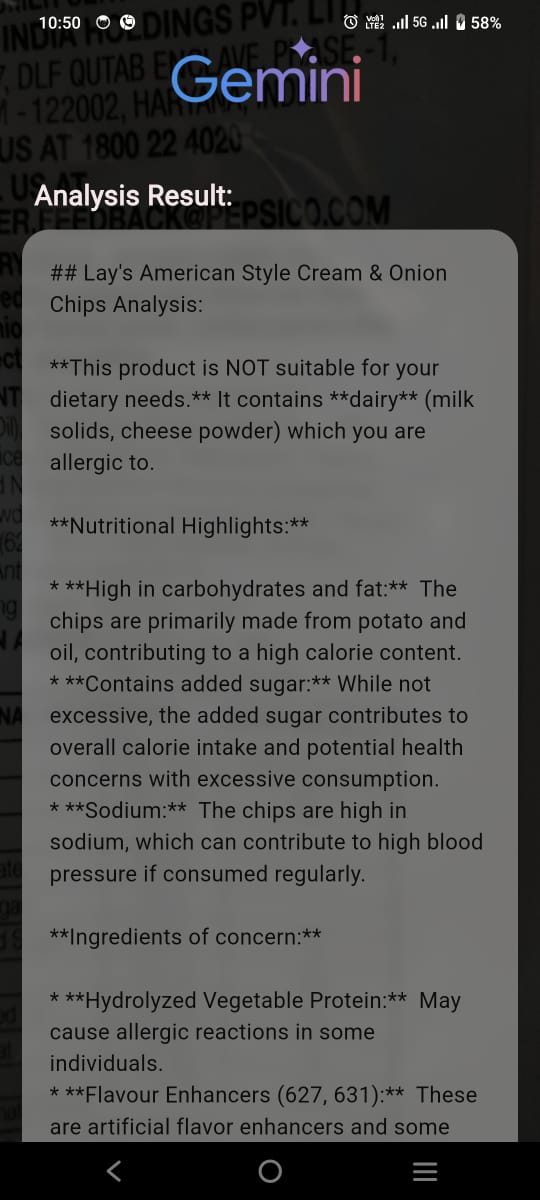 10:50
Vo))1
LTE2
5G
58%
INDIA HOLDINGS PVT. LI
DLF QUTAB ENCLAVE, PHASE-1,
-122002, HARYANA, IN
US AT 1800 22 4020
Gemini
US AT
Analysis Result:
ER.FEEDBACK@PEPSICO.COM
## Lay's American Style Cream & Onion
Chips Analysis:
**This product is NOT suitable for your
dietary needs.** It contains **dairy** (milk
solids, cheese powder) which you are
allergic to.
**Nutritional Highlights:**
* **High in carbohydrates and fat:**  The
chips are primarily made from potato and
oil, contributing to a high calorie content.
* **Contains added sugar:** While not
excessive, the added sugar contributes to
overall calorie intake and potential health
concerns with excessive consumption.
* **Sodium:**  The chips are high in
sodium, which can contribute to high blood
pressure if consumed regularly.
**Ingredients of concern:**
* **Hydrolyzed Vegetable Protein:**  May
cause allergic reactions in some
individuals.
* **Flavour Enhancers (627, 631):**  These
are artificial flavor enhancers and some